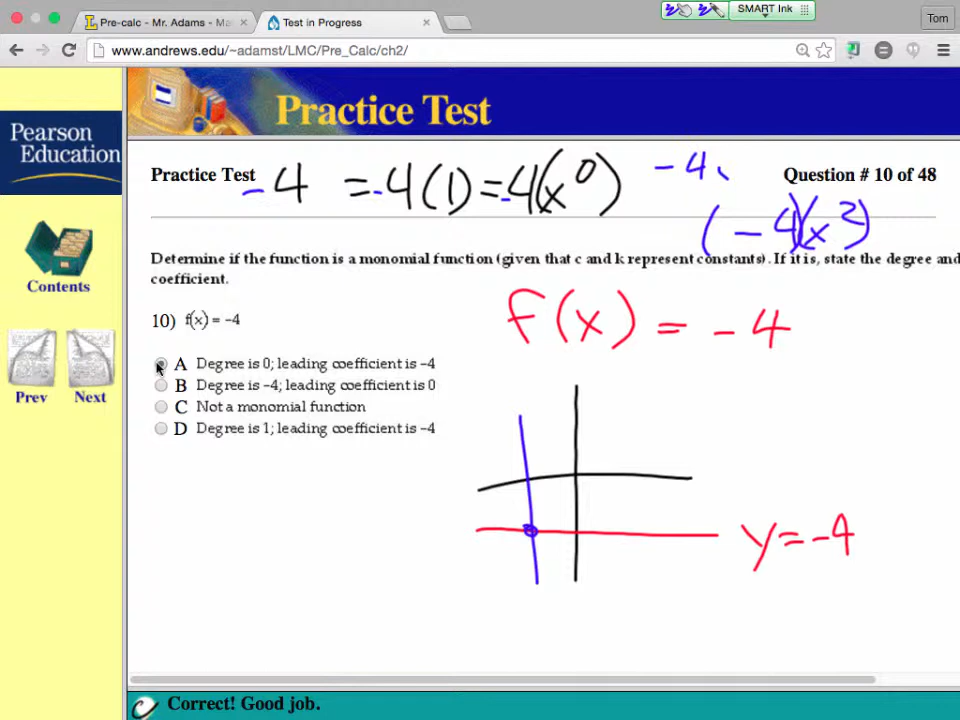 Pre-calc - Mr. Adams - Ma
Test in Progress
SMART Ink
Tom
www.andrews.edu/~adamst/LMC/Pre_Calc/ch2/
Pearson
Education
Practice Test
Practice Test
-4 = -4(1) = -4(x⁰)
-4
Question # 10 of 48
(-4)(x²)
Determine if the function is a monomial function (given that c and k represent constants). If it is, state the degree and
coefficient.
Contents
10) f(x) = -4
f(x) = -4
A Degree is 0; leading coefficient is -4
B Degree is -4; leading coefficient is 0
C Not a monomial function
D Degree is 1; leading coefficient is -4
Prev Next
y=-4
Correct! Good job.